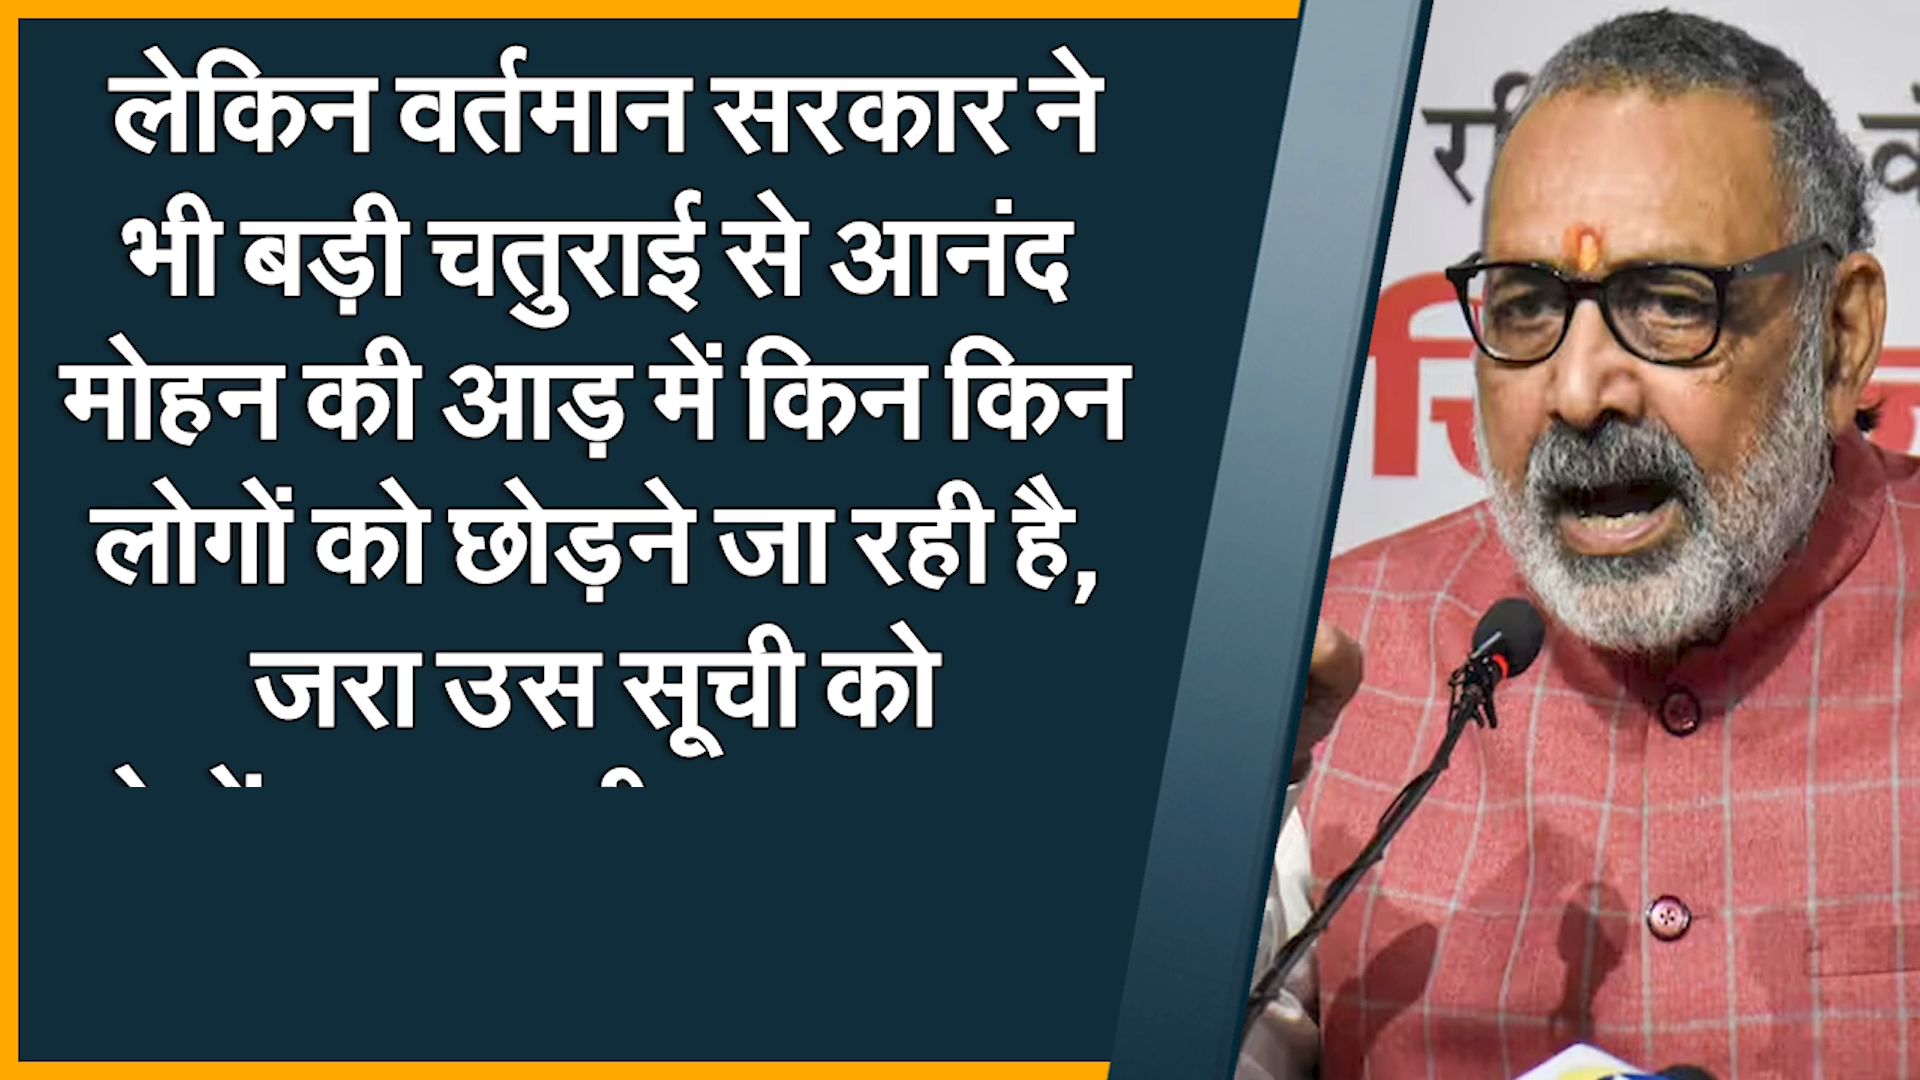 लेकिन वर्तमान सरकार ने
भी बड़ी चतुराई से आनंद
मोहन की आड़ में किन किन
लोगों को छोड़ने जा रही है,
जरा उस सूची को